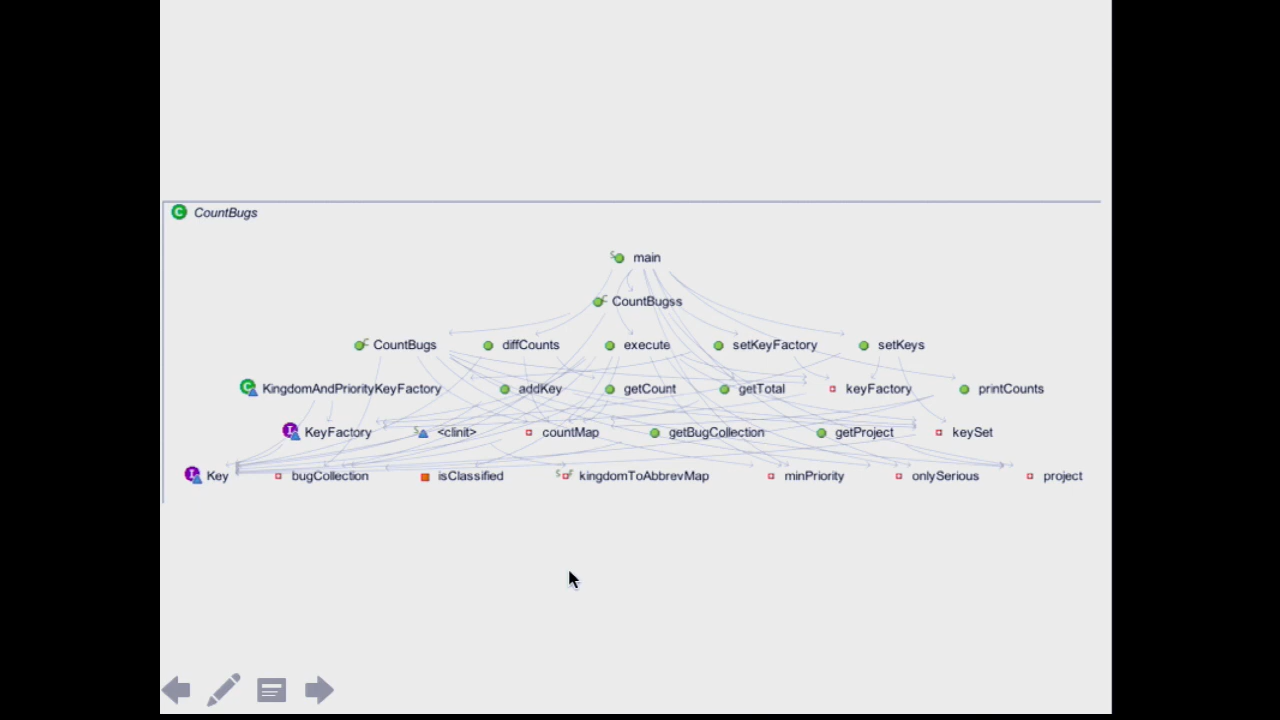 CountBugs
main
CountBugss
CountBugs diffCounts execute setKeyFactory setKeys
KingdomAndPriorityKeyFactory addKey getCount getTotal keyFactory printCounts
KeyFactory <clinit> countMap getBugCollection getProject keySet
Key bugCollection isClassified kingdomToAbbrevMap minPriority onlySerious project